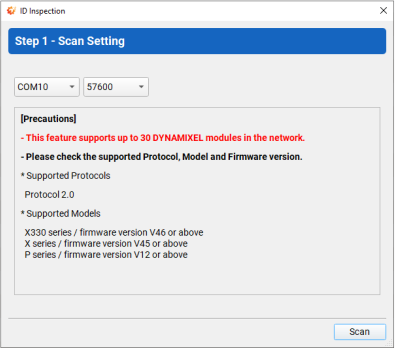 ID Inspection
Step 1 - Scan Setting
COM10
57600
[Precautions]
- This feature supports up to 30 DYNAMIXEL modules in the network.
- Please check the supported Protocol, Model and Firmware version.
* Supported Protocols
Protocol 2.0
* Supported Models
X330 series / firmware version V46 or above
X series / firmware version V45 or above
P series / firmware version V12 or above
Scan